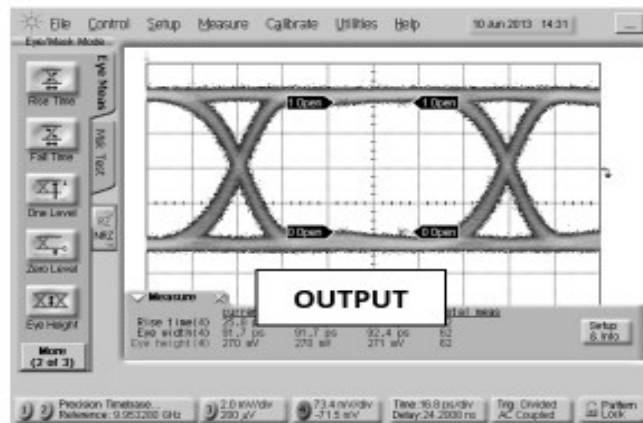 File Control Setup Measure Calibrate Utilities Help 10 Jun 2013 14:31
Eye/Mask Mode
Eye Meas
Rise Time
Msk Test
Fall Time
One Level
RZ
NRZ
Zero Level
Eye Height
More
(2 of 3)
1 Open 1 Open
0 Open 0 Open
OUTPUT
Measure
Rise time(4)
Eye width(4) 91.7 ps 91.7 ps 92.4 ps 62
Eye height(4) 270 mV 270 mV 271 mV 62
Setup
& Info
Precision Timebase...
Reference: 9.953280 GHz
2.0 mW/div
200 µV
73.4 mV/div
-71.5 mV
Time:16.8 ps/div
Delay:24.2000 ns
Trig: Divided
AC Coupled
Pattern
Lock